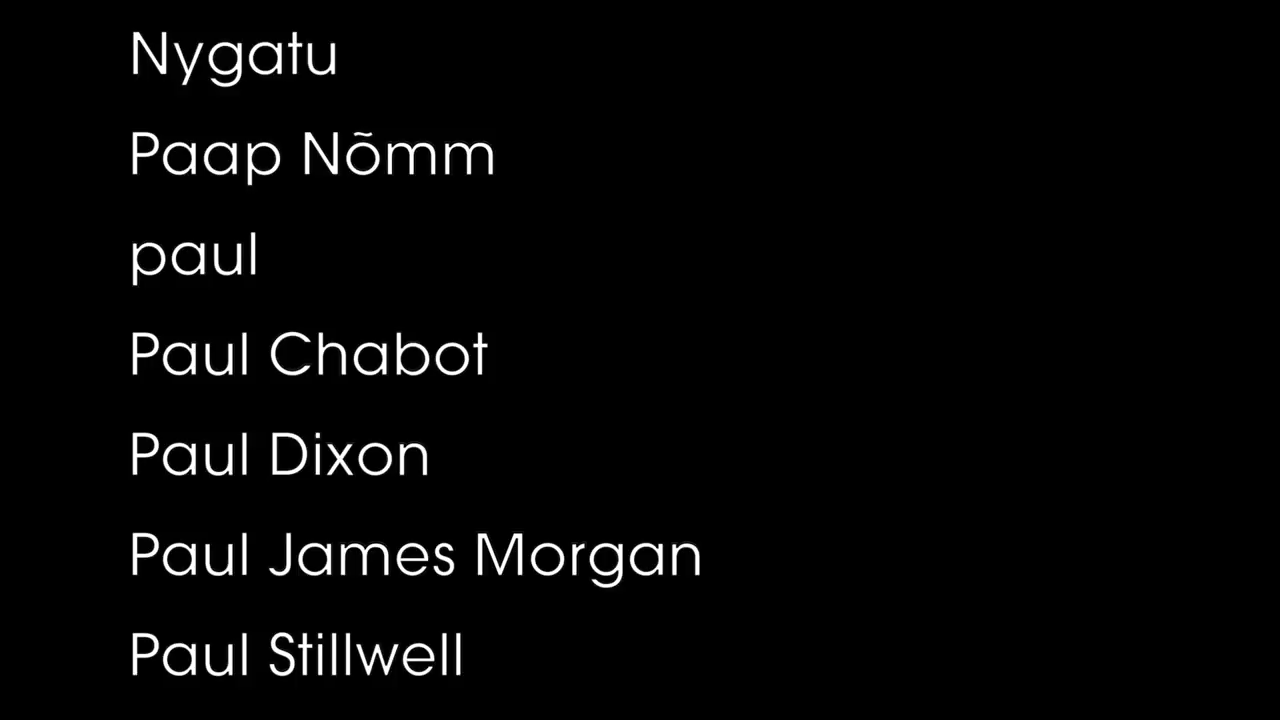 Nygatu
Paap Nõmm
paul
Paul Chabot
Paul Dixon
Paul James Morgan
Paul Stillwell